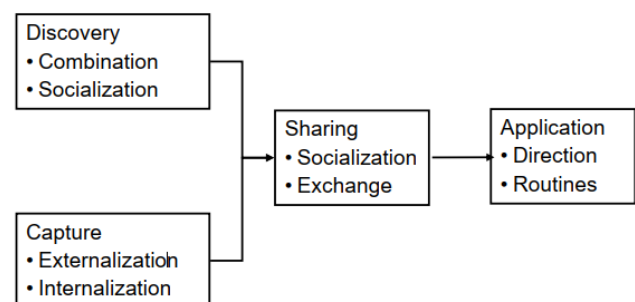 Discovery
• Combination
• Socialization
Sharing
• Socialization
• Exchange
Application
• Direction
• Routines
Capture
• Externalization
• Internalization